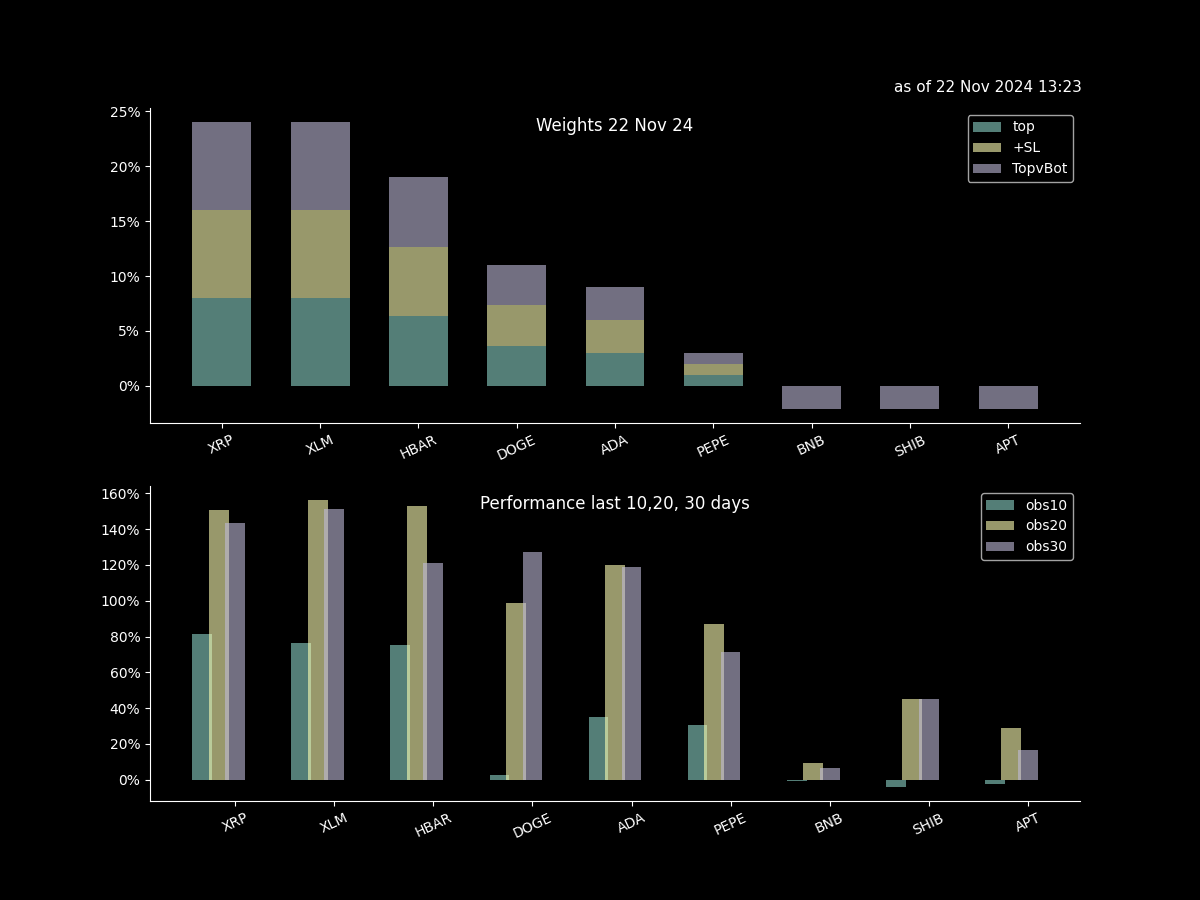 as of 22 Nov 2024 13:23
Weights 22 Nov 24
25%
20%
15%
10%
5%
0%
top
+SL
TopvBot
XRP XLM HBAR DOGE ADA PEPE BNB SHIB APT
Performance last 10,20, 30 days
160%
140%
120%
100%
80%
60%
40%
20%
0%
obs10
obs20
obs30
XRP XLM HBAR DOGE ADA PEPE BNB SHIB APT